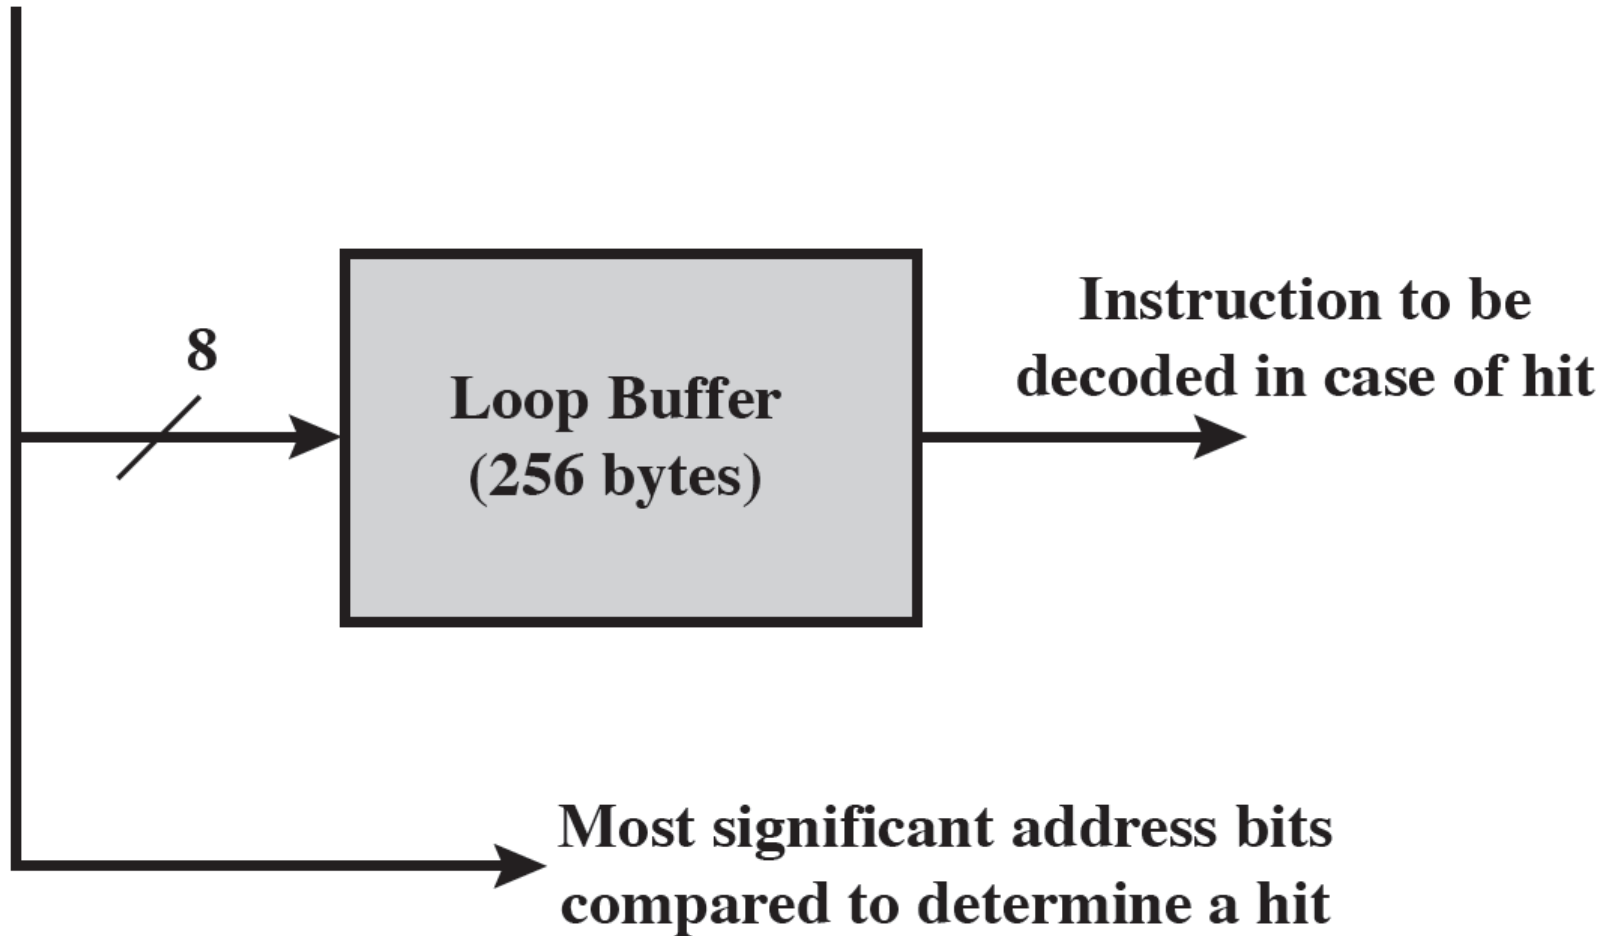 8
Loop Buffer
(256 bytes)
Instruction to be
decoded in case of hit
Most significant address bits
compared to determine a hit